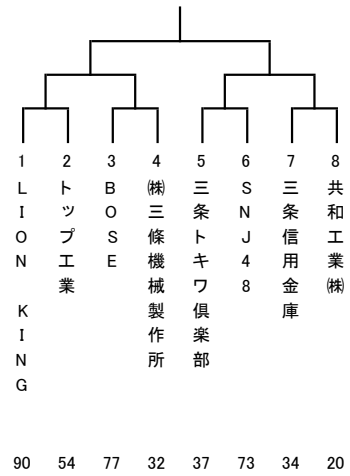 1 LION KING 90
2 トップ工業 54
3 BOSE 77
4 ㈱三條機械製作所 32
5 三条トキワ倶楽部 37
6 SNJ48 73
7 三条信用金庫 34
8 共和工業㈱ 20